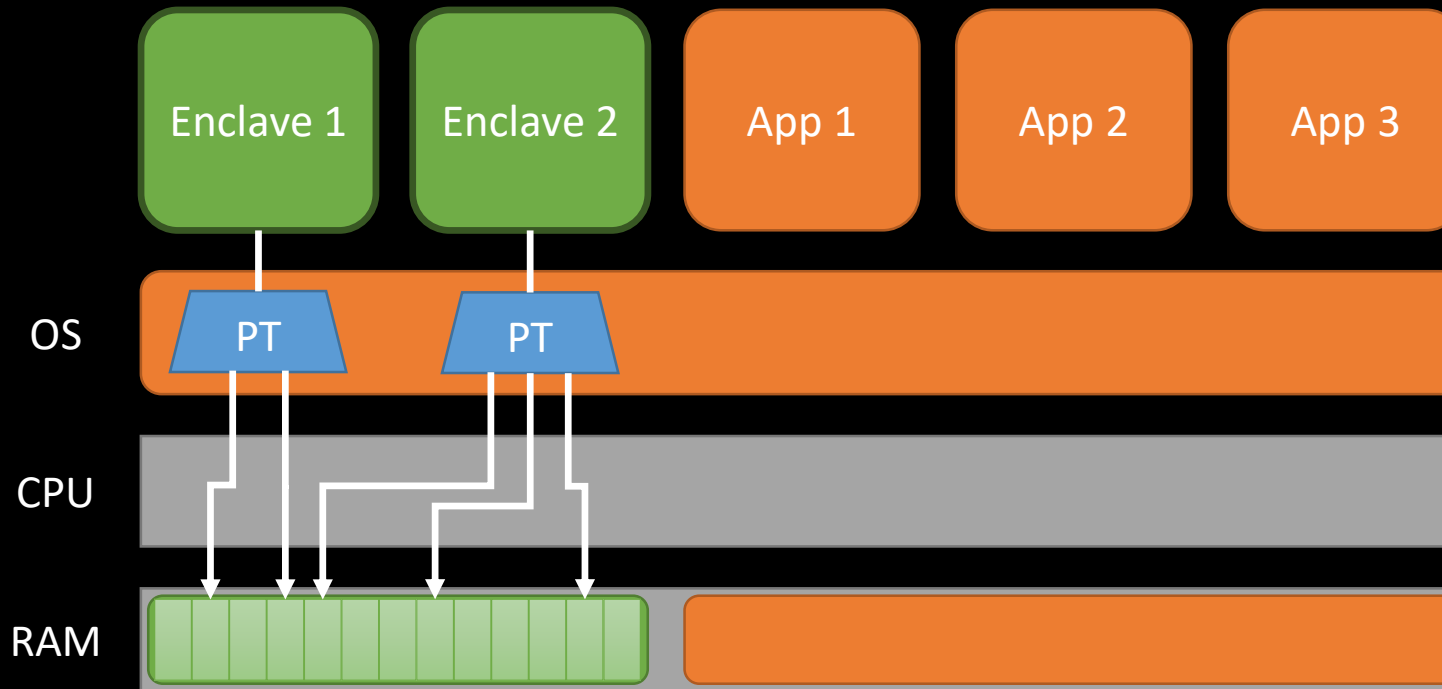 Enclave 1
Enclave 2
App 1
App 2
App 3
OS
PT
PT
CPU
RAM